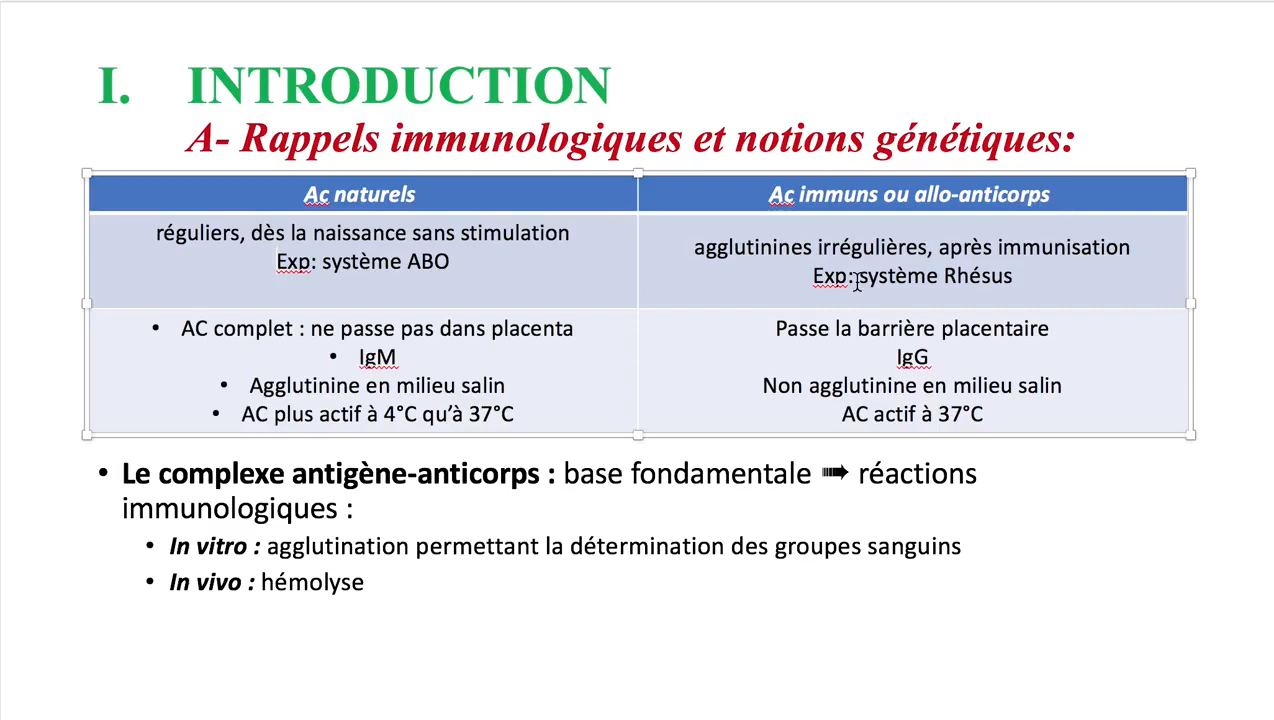 I. INTRODUCTION
A- Rappels immunologiques et notions génétiques:
Ac naturels
Ac immuns ou allo-anticorps
réguliers, dès la naissance sans stimulation
Exp: système ABO
agglutinines irrégulières, après immunisation
Exp: système Rhésus
• AC complet : ne passe pas dans placenta
• IgM
• Agglutinine en milieu salin
• AC plus actif à 4°C qu’à 37°C
Passe la barrière placentaire
IgG
Non agglutinine en milieu salin
AC actif à 37°C
• Le complexe antigène-anticorps : base fondamentale ➠ réactions
immunologiques :
• In vitro : agglutination permettant la détermination des groupes sanguins
• In vivo : hémolyse